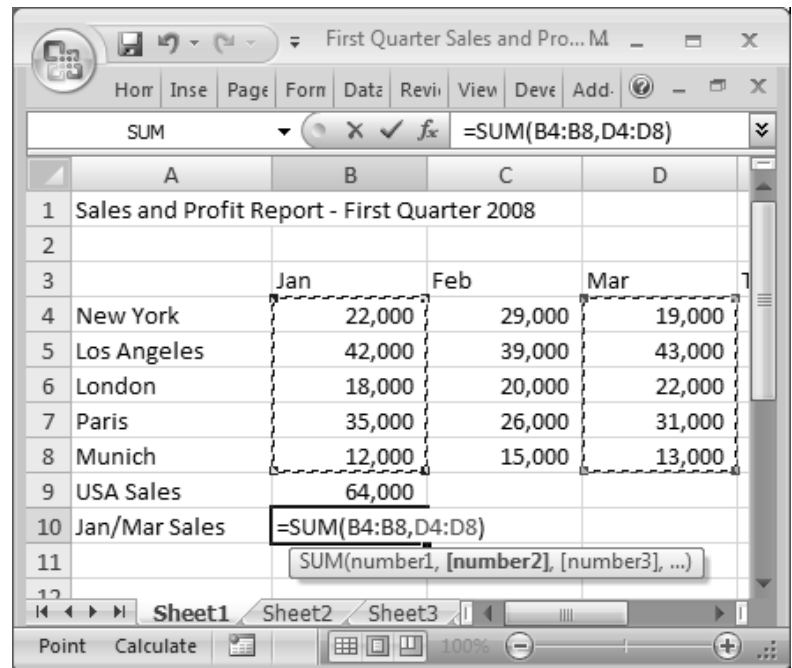 First Quarter Sales and Pro... M
Hom Inse Page Form Data Revi View Deve Add-
SUM fx =SUM(B4:B8,D4:D8)
A B C D
1 Sales and Profit Report - First Quarter 2008
2
3 Jan Feb Mar T
4 New York 22,000 29,000 19,000
5 Los Angeles 42,000 39,000 43,000
6 London 18,000 20,000 22,000
7 Paris 35,000 26,000 31,000
8 Munich 12,000 15,000 13,000
9 USA Sales 64,000
10 Jan/Mar Sales =SUM(B4:B8,D4:D8)
11 SUM(number1, [number2], [number3], ...)
12
Sheet1 Sheet2 Sheet3
Point Calculate 100%